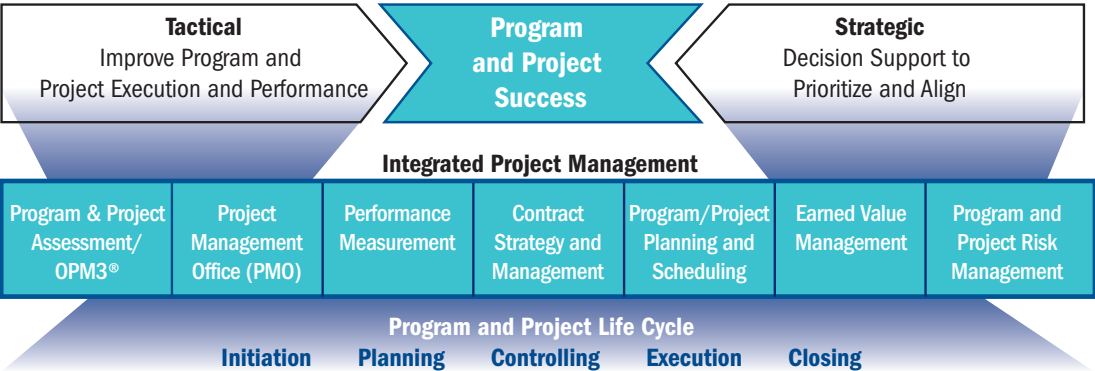 Tactical
Improve Program and
Project Execution and Performance
Program
and Project
Success
Strategic
Decision Support to
Prioritize and Align
Integrated Project Management
Program & Project
Assessment/
OPM3®
Project
Management
Office (PMO)
Performance
Measurement
Contract
Strategy and
Management
Program/Project
Planning and
Scheduling
Earned Value
Management
Program and
Project Risk
Management
Program and Project Life Cycle
Initiation Planning Controlling Execution Closing